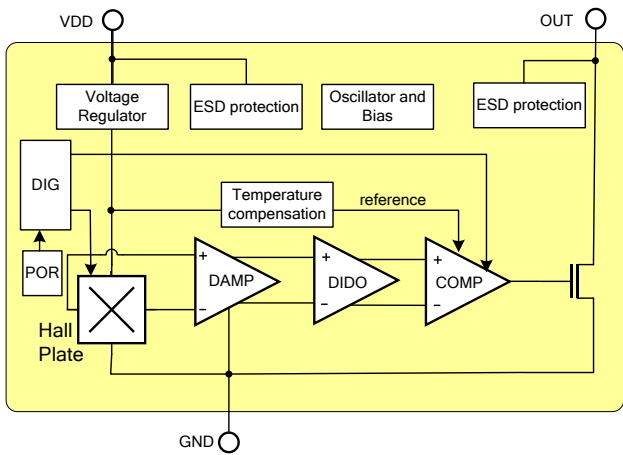 VDD
OUT
Voltage
Regulator
ESD protection
Oscillator and
Bias
ESD protection
DIG
Temperature
compensation
reference
POR
+
DAMP
−
+
DIDO
−
+
COMP
−
Hall
Plate
GND